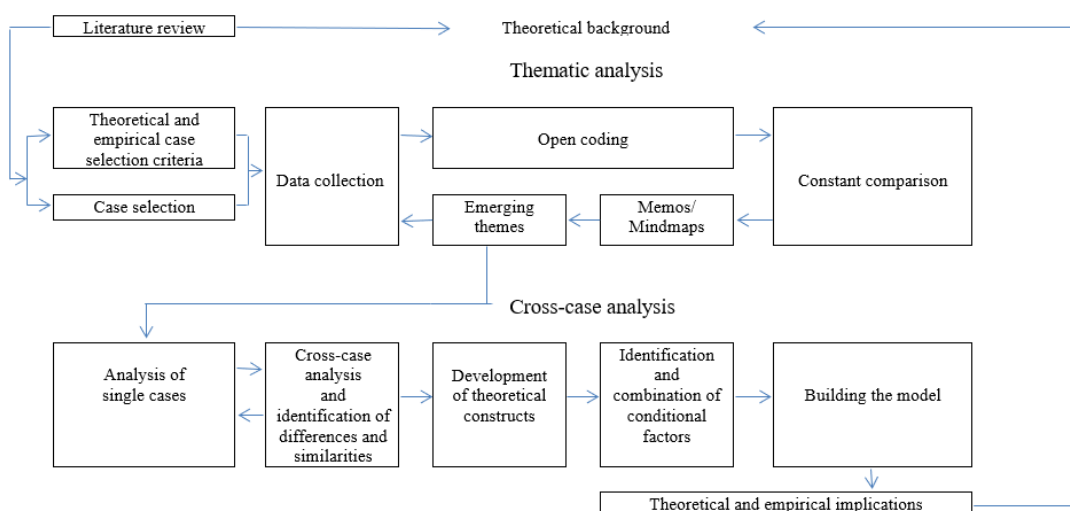 Literature review
Theoretical background
Thematic analysis
Theoretical and
empirical case
selection criteria
Case selection
Data collection
Open coding
Constant comparison
Emerging
themes
Memos/
Mindmaps
Cross-case analysis
Analysis of
single cases
Cross-case
analysis
and
identification of
differences and
similarities
Development
of theoretical
constructs
Identification
and
combination of
conditional
factors
Building the model
Theoretical and empirical implications